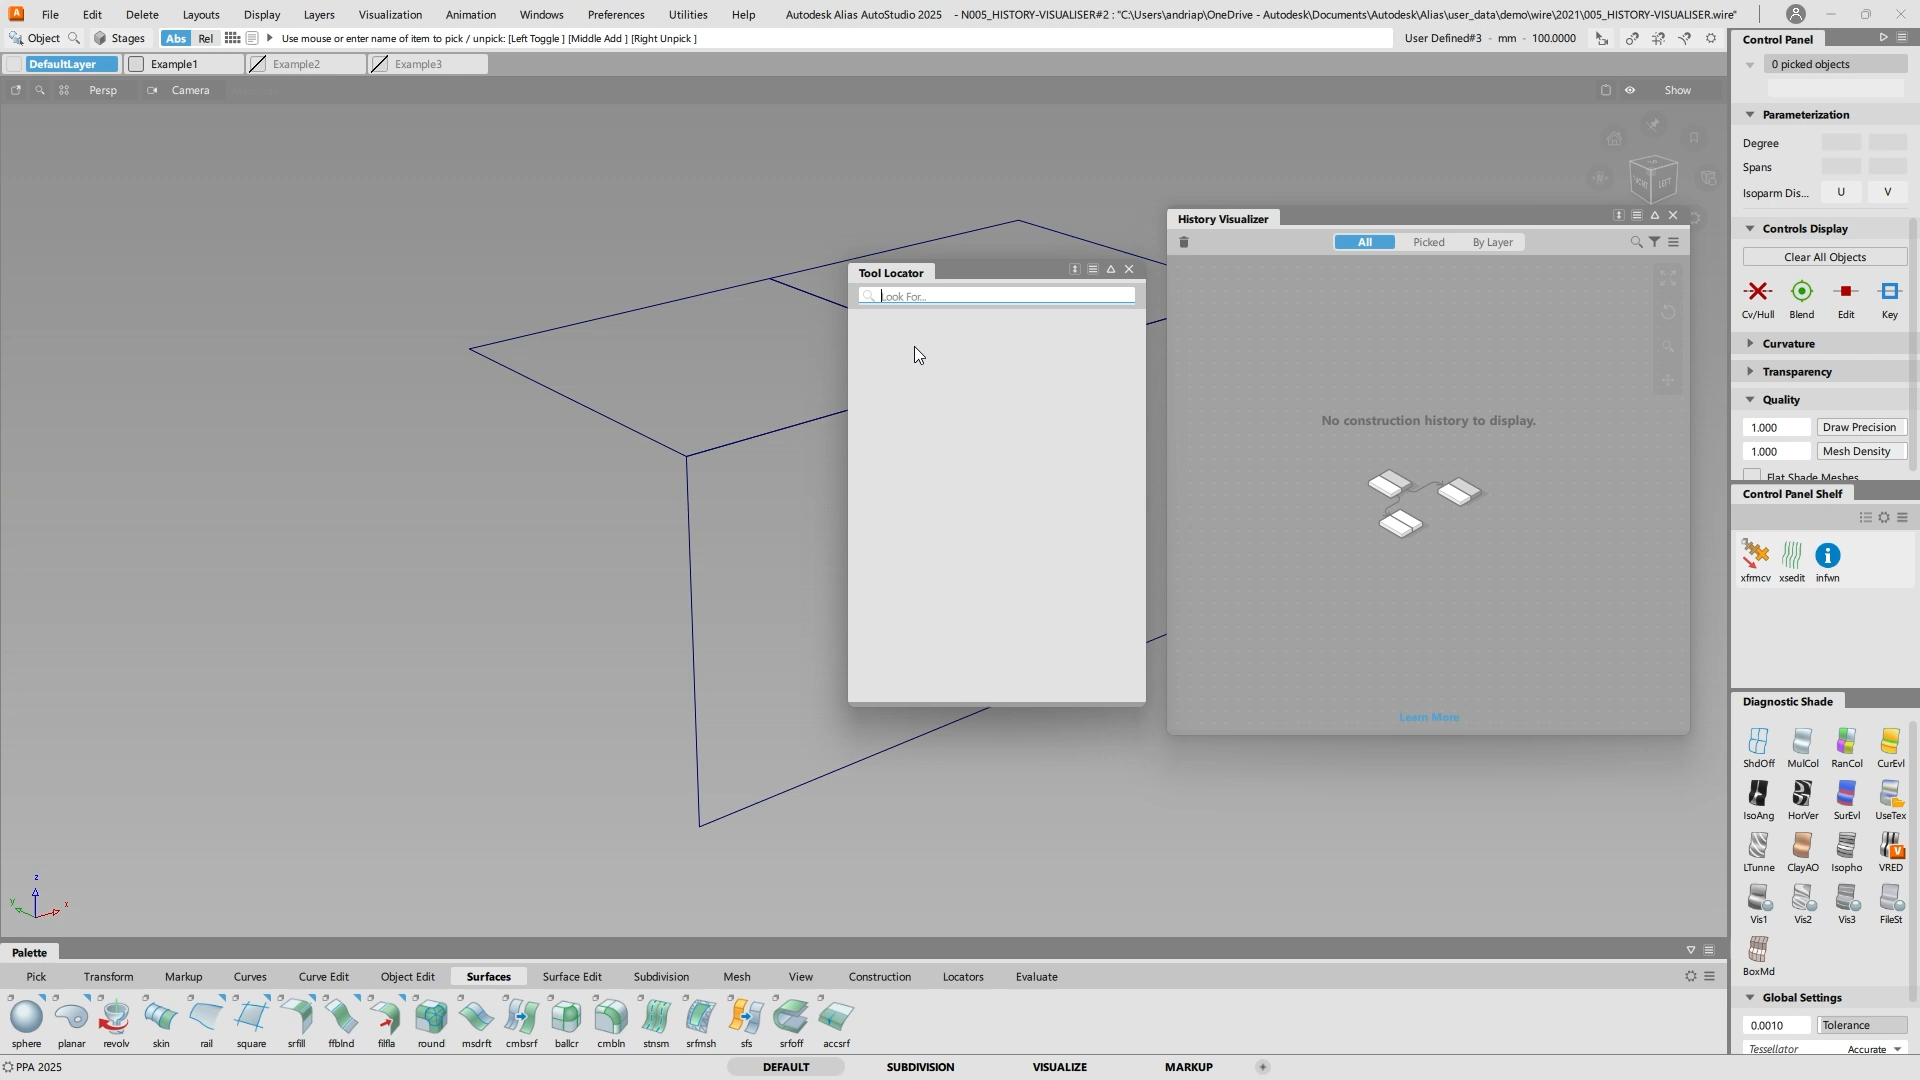 File Edit Delete Layouts Display Layers Visualization Animation Windows Preferences Utilities Help Autodesk Alias AutoStudio 2025 - N005_HISTORY-VISUALISER#2 : "C:\Users\andriap\OneDrive - Autodesk\Documents\Autodesk\Alias\user_data\demo\wire\2021\005_HISTORY-VISUALISER.wire"
Object Stages Abs Rel Use mouse or enter name of item to pick / unpick: [Left Toggle ] [Middle Add ] [Right Unpick ] User Defined#3 - mm - 100.0000
DefaultLayer Example1 Example2 Example3
Persp Camera Show
FRONT LEFT
Tool Locator
Look For...
History Visualizer
All Picked By Layer
No construction history to display.
Learn More
Control Panel
0 picked objects
Parameterization
Degree
Spans
Isoparm Dis... U V
Controls Display
Clear All Objects
Cv/Hull Blend Edit Key
Curvature
Transparency
Quality
1.000 Draw Precision
1.000 Mesh Density
Flat Shade Meshes
Control Panel Shelf
xfrmcv xsedit infwn
Diagnostic Shade
ShdOff MulCol RanCol CurEvl
IsoAng HorVer SurEvl UseTex
LTunne ClayAO Isopho VRED
Vis1 Vis2 Vis3 FileSt
BoxMd
Global Settings
0.0010 Tolerance
Tessellator Accurate
z
y x
Palette
Pick Transform Markup Curves Curve Edit Object Edit Surfaces Surface Edit Subdivision Mesh View Construction Locators Evaluate
sphere planar revolv skin rail square srfill ffblnd filfla round msdrft cmbsrf ballcr cmbln stnsm srfmsh sfs srfoff accsrf
PPA 2025 DEFAULT SUBDIVISION VISUALIZE MARKUP